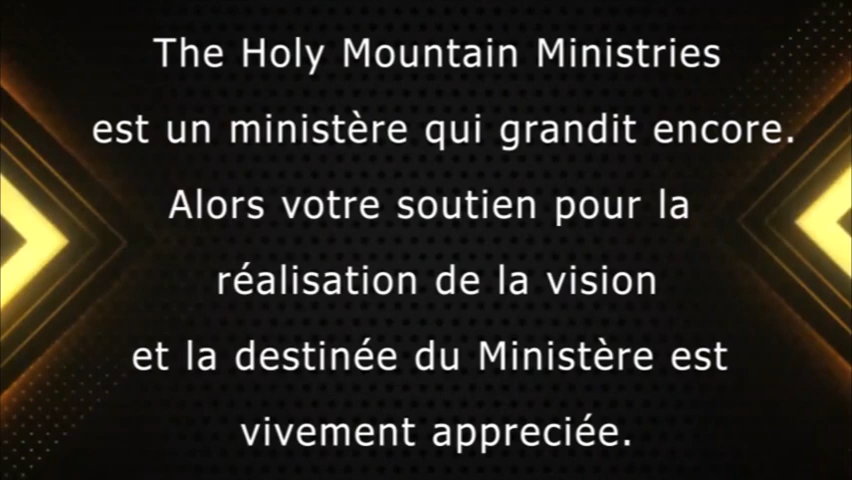 The Holy Mountain Ministries
est un ministère qui grandit encore.
Alors votre soutien pour la
réalisation de la vision
et la destinée du Ministère est
vivement appreciée.